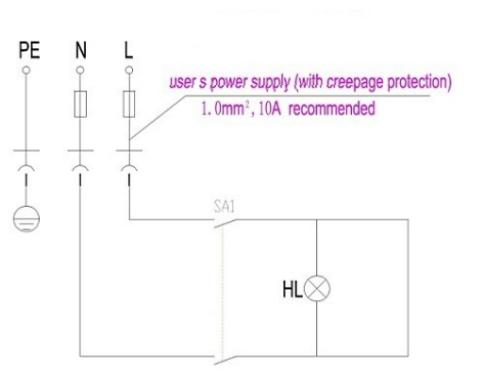 PE N L
user s power supply (with creepage protection)
1.0mm², 10A recommended
SA1
HL